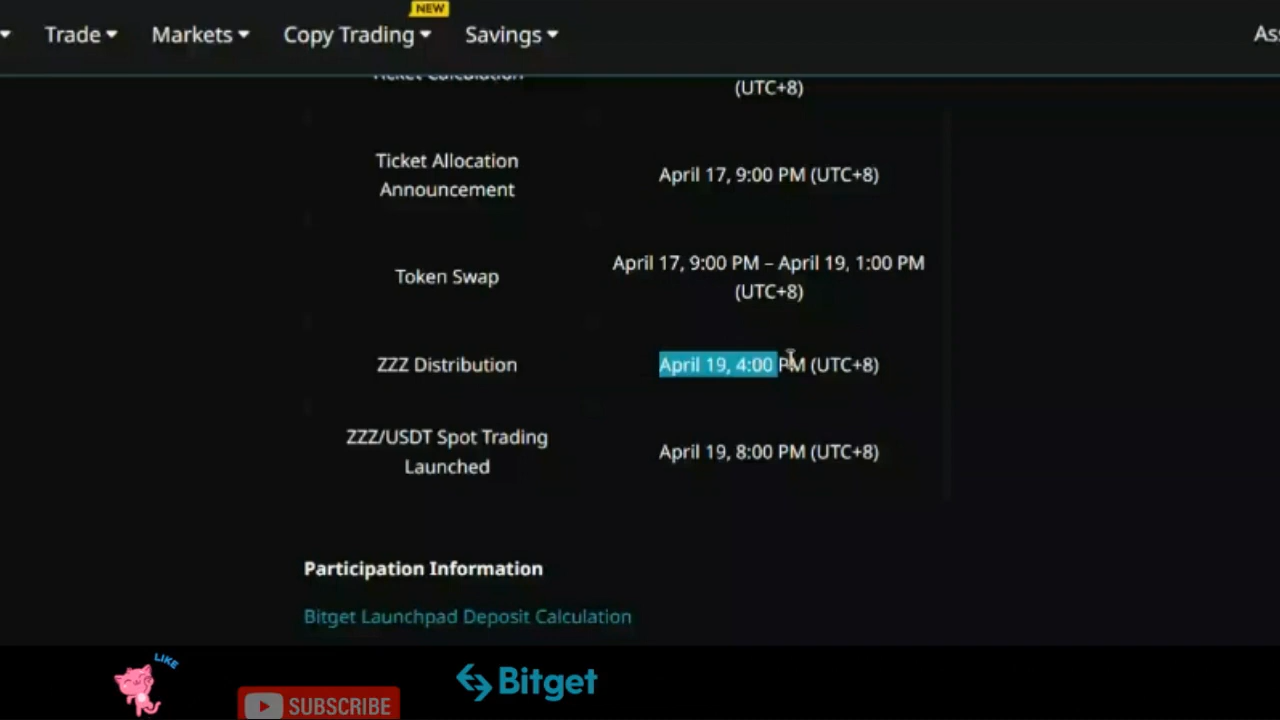 NEW
Trade
Markets
Copy Trading
Savings
Ass
Ticket Calculation
(UTC+8)
Ticket Allocation
Announcement
April 17, 9:00 PM (UTC+8)
Token Swap
April 17, 9:00 PM – April 19, 1:00 PM
(UTC+8)
ZZZ Distribution
April 19, 4:00 PM (UTC+8)
ZZZ/USDT Spot Trading
Launched
April 19, 8:00 PM (UTC+8)
Participation Information
Bitget Launchpad Deposit Calculation
LIKE
SUBSCRIBE
Bitget